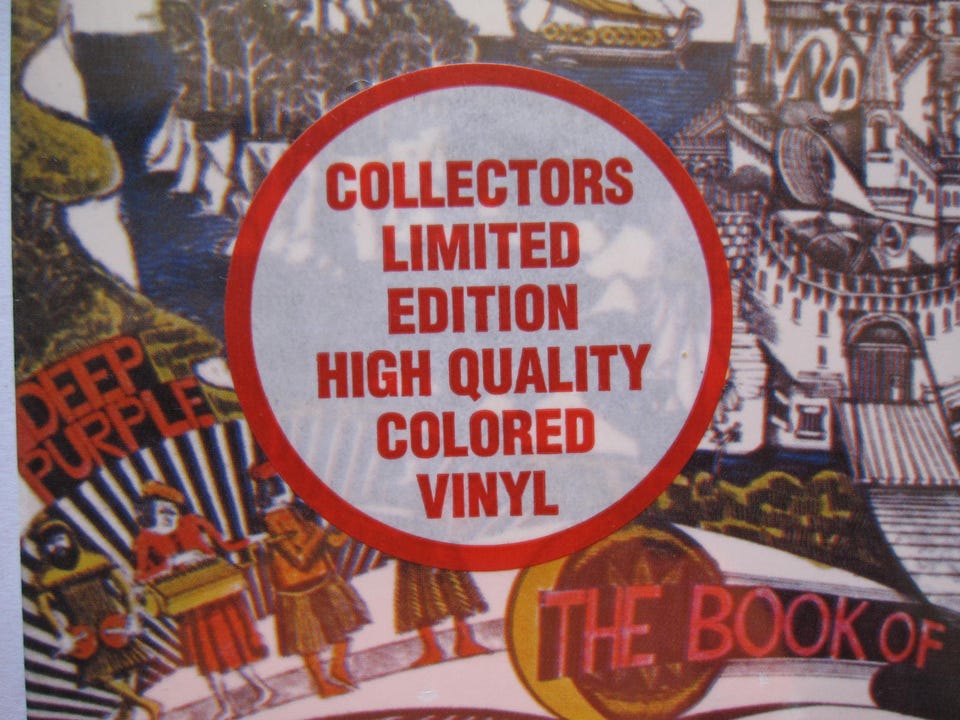 COLLECTORS
LIMITED
EDITION
HIGH QUALITY
COLORED
VINYL
DEEP
PURPLE
THE BOOK OF